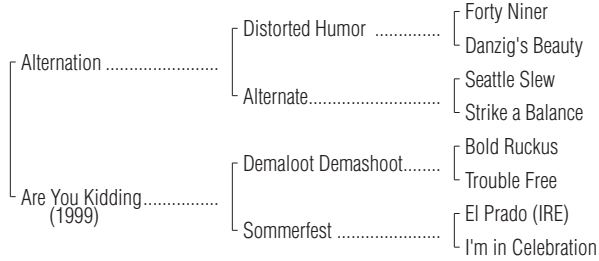 Forty Niner
Distorted Humor ..............
Danzig's Beauty
Alternation .......................
Seattle Slew
Alternate...........................
Strike a Balance
Bold Ruckus
Demaloot Demashoot........
Trouble Free
Are You Kidding................
(1999)
El Prado (IRE)
Sommerfest .....................
I'm in Celebration